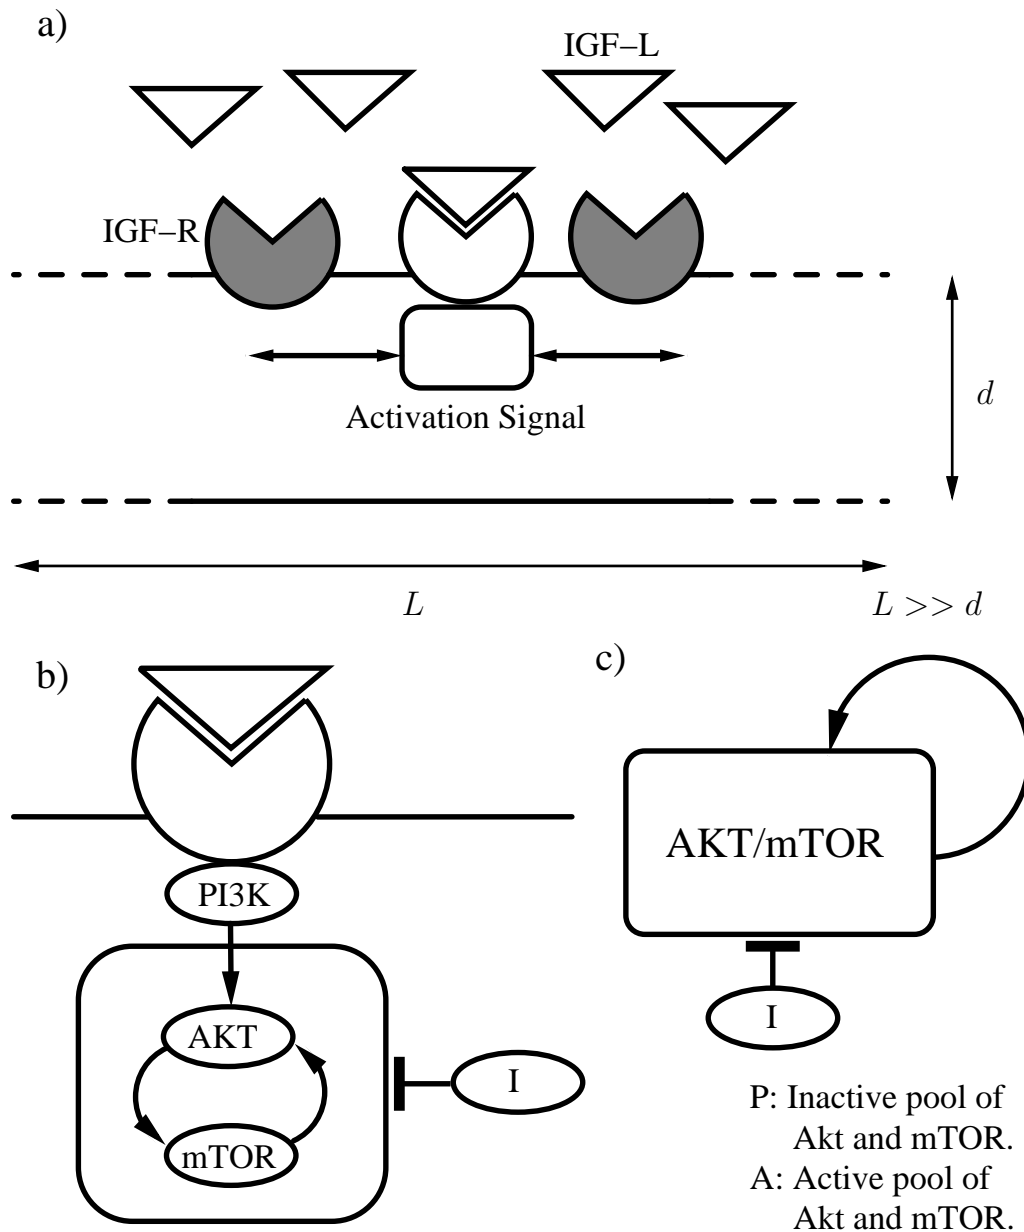 a)
IGF–L
IGF–R
Activation Signal
d
L
L >> d
b)
c)
PI3K
AKT
mTOR
I
AKT/mTOR
I
P: Inactive pool of
Akt and mTOR.
A: Active pool of
Akt and mTOR.